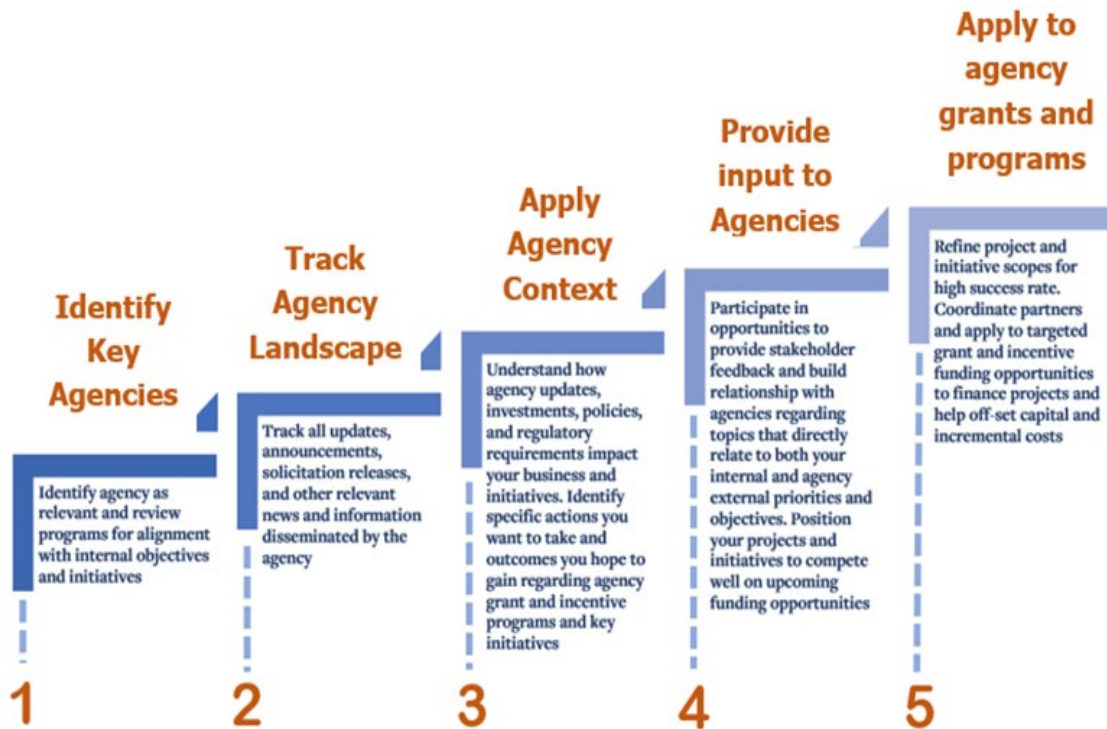 Identify
Key
Agencies
Identify agency as
relevant and review
programs for alignment
with internal objectives
and initiatives
1
Track
Agency
Landscape
Track all updates,
announcements,
solicitation releases,
and other relevant
news and information
disseminated by the
agency
2
Apply
Agency
Context
Understand how
agency updates,
investments, policies,
and regulatory
requirements impact
your business and
initiatives. Identify
specific actions you
want to take and
outcomes you hope to
gain regarding agency
grant and incentive
programs and key
initiatives
3
Provide
input to
Agencies
Participate in
opportunities to
provide stakeholder
feedback and build
relationship with
agencies regarding
topics that directly
relate to both your
internal and agency
external priorities and
objectives. Position
your projects and
initiatives to compete
well on upcoming
funding opportunities
4
Apply to
agency
grants and
programs
Refine project and
initiative scopes for
high success rate.
Coordinate partners
and apply to targeted
grant and incentive
funding opportunities
to finance projects and
help off-set capital and
incremental costs
5